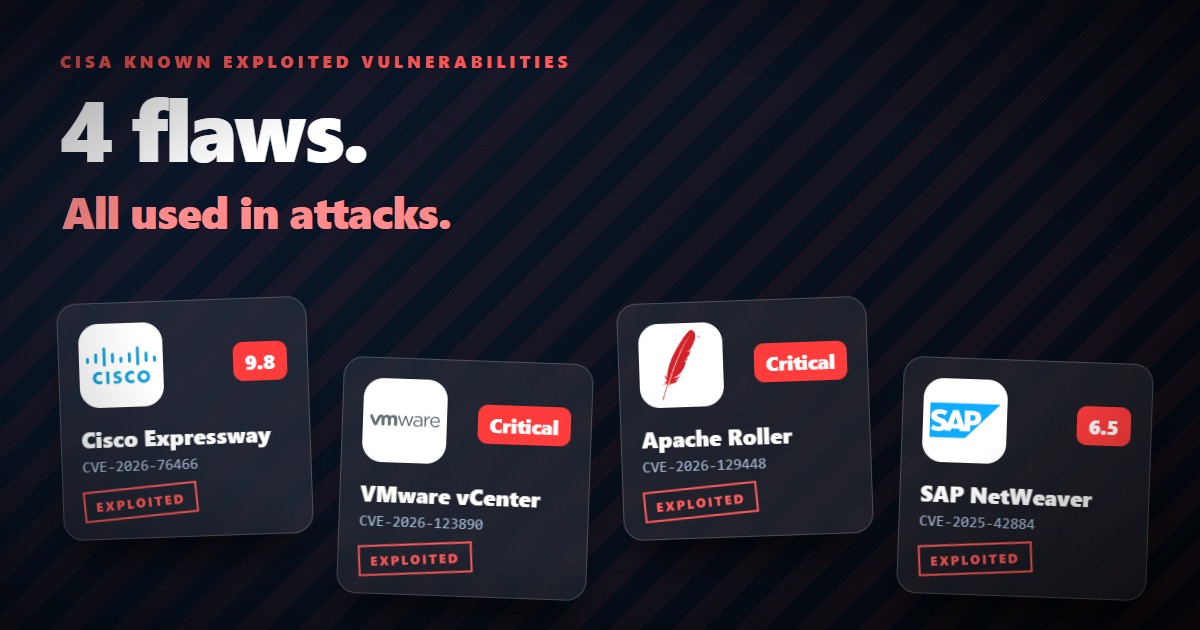 CISA KNOWN EXPLOITED VULNERABILITIES
4 flaws.
All used in attacks.
CISCO
9.8
Cisco Expressway
CVE-2026-76466
EXPLOITED
vmware
Critical
VMware vCenter
CVE-2026-123890
EXPLOITED
Critical
Apache Roller
CVE-2026-129448
EXPLOITED
SAP
6.5
SAP NetWeaver
CVE-2025-42884
EXPLOITED